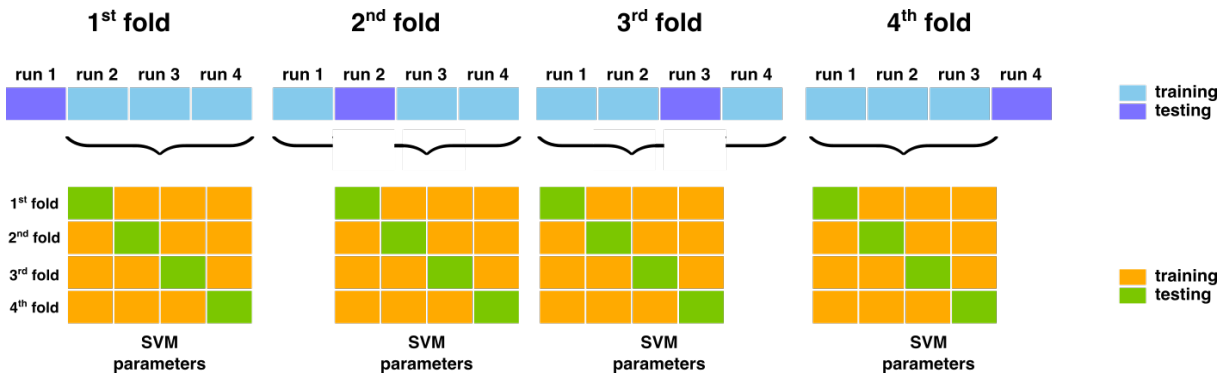 1st fold 2nd fold 3rd fold 4th fold
run 1 run 2 run 3 run 4 run 1 run 2 run 3 run 4 run 1 run 2 run 3 run 4 run 1 run 2 run 3 run 4
training
testing
1st fold
2nd fold
3rd fold
4th fold
training
testing
SVM parameters
SVM parameters
SVM parameters
SVM parameters